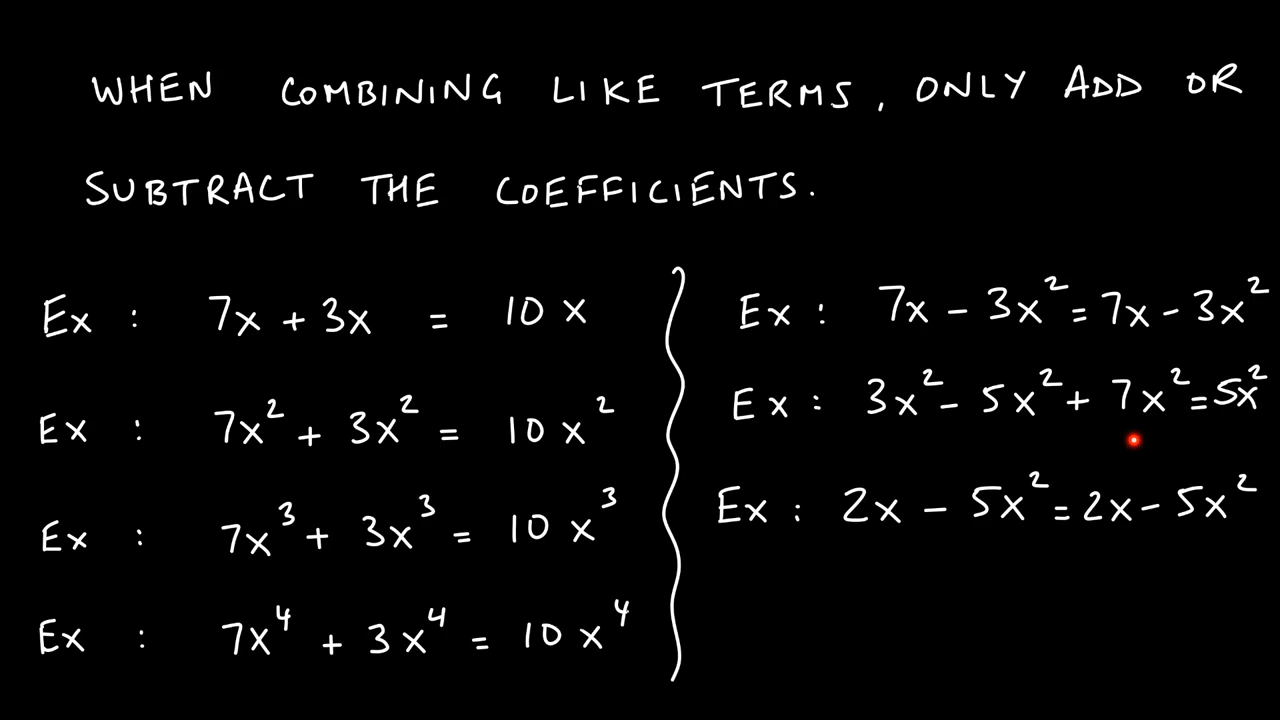 WHEN COMBINING LIKE TERMS, ONLY ADD OR
SUBTRACT THE COEFFICIENTS.
Ex : 7x + 3x = 10x
Ex : 7x² + 3x² = 10x²
Ex : 7x³ + 3x³ = 10x³
Ex : 7x⁴ + 3x⁴ = 10x⁴
Ex : 7x - 3x² = 7x - 3x²
Ex : 3x² - 5x² + 7x² = 5x²
Ex : 2x - 5x² = 2x - 5x²